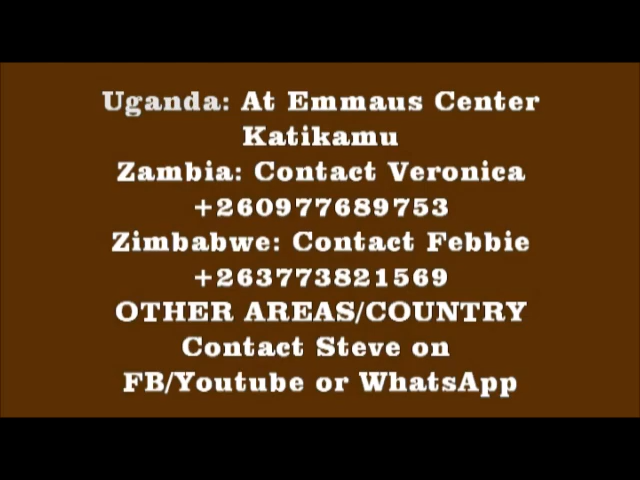 Uganda: At Emmaus Center
Katikamu
Zambia: Contact Veronica
+260977689753
Zimbabwe: Contact Febbie
+263773821569
OTHER AREAS/COUNTRY
Contact Steve on
FB/Youtube or WhatsApp